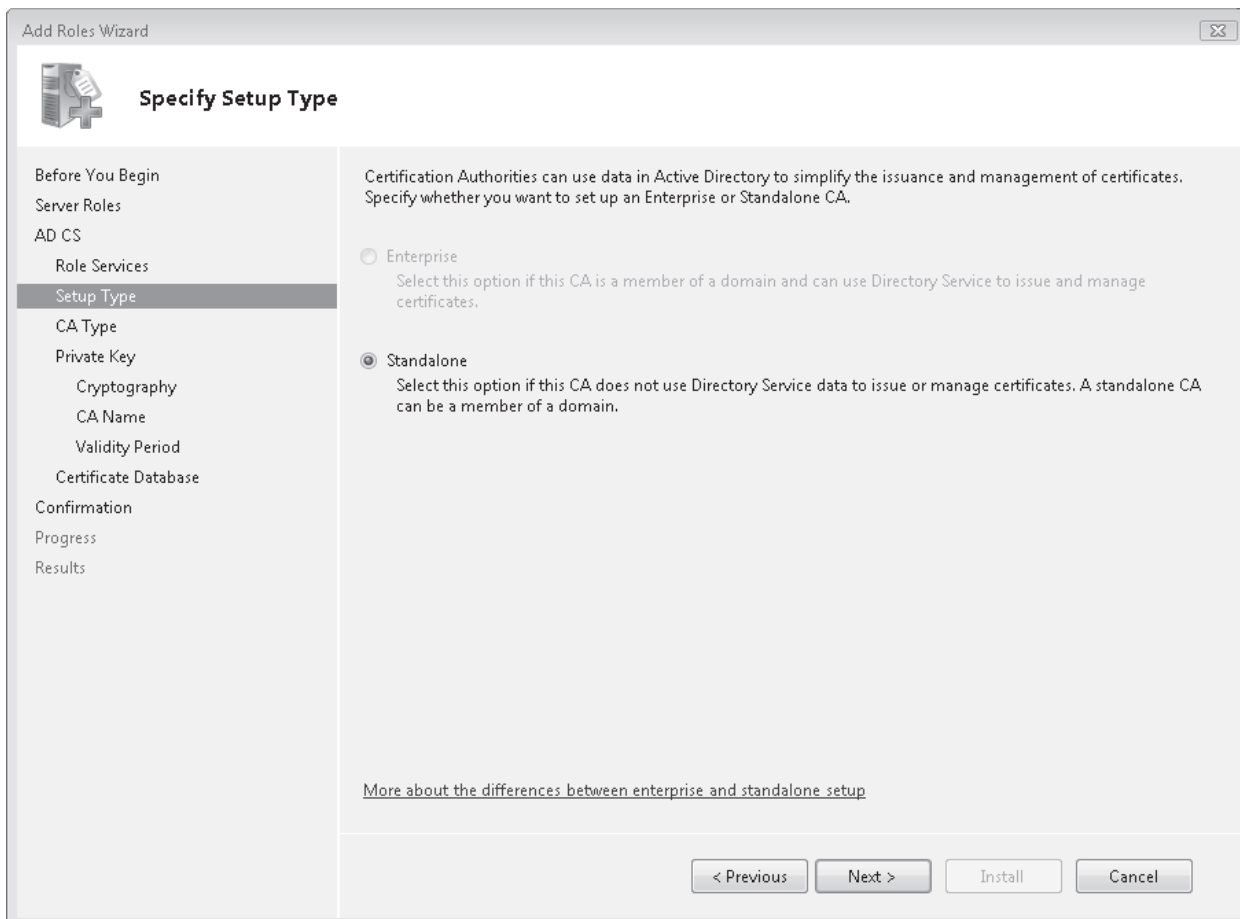 Add Roles Wizard
Specify Setup Type
Before You Begin
Server Roles
AD CS
Role Services
Setup Type
CA Type
Private Key
Cryptography
CA Name
Validity Period
Certificate Database
Confirmation
Progress
Results
Certification Authorities can use data in Active Directory to simplify the issuance and management of certificates.
Specify whether you want to set up an Enterprise or Standalone CA.
Enterprise
Select this option if this CA is a member of a domain and can use Directory Service to issue and manage
certificates.
Standalone
Select this option if this CA does not use Directory Service data to issue or manage certificates. A standalone CA
can be a member of a domain.
More about the differences between enterprise and standalone setup
< Previous
Next >
Install
Cancel